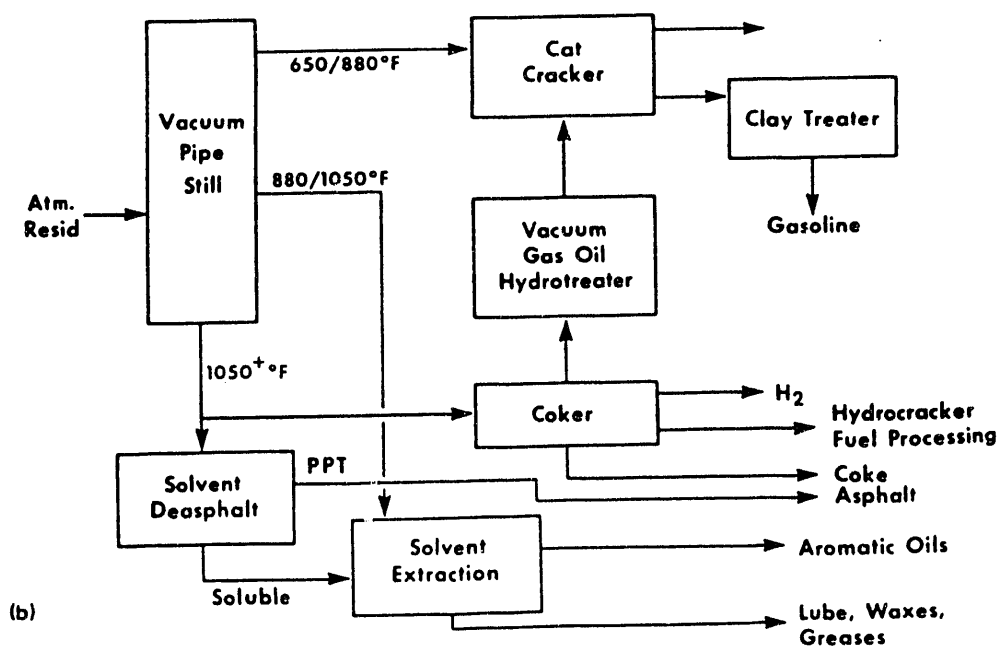 Cat
Cracker
650/880°F
Vacuum
Pipe
Still
Clay Treater
880/1050°F
Atm.
Resid
Vacuum
Gas Oil
Hydrotreater
Gasoline
1050⁺°F
Coker
H₂
Hydrocracker
Fuel Processing
PPT
Coke
Asphalt
Solvent
Deasphalt
Solvent
Extraction
Aromatic Oils
Soluble
(b)
Lube, Waxes,
Greases